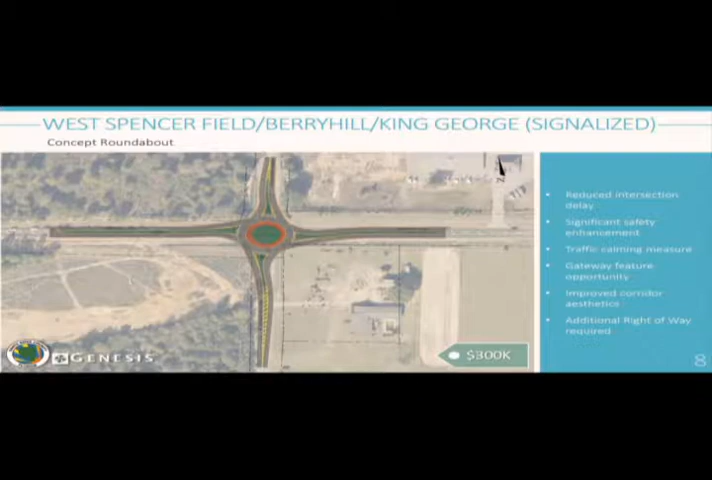 WEST SPENCER FIELD/BERRYHILL/KING GEORGE (SIGNALIZED)
Concept Roundabout
Reduced intersection
delay
Significant safety
enhancement
Traffic calming measure
Gateway feature
opportunity
Improved corridor
aesthetics
Additional Right of Way
required
$300K
GENESIS
8